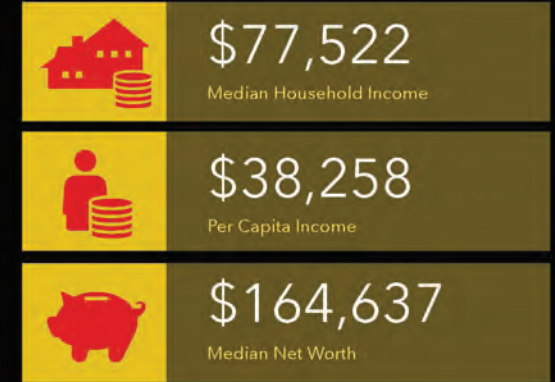 $77,522
Median Household Income
$38,258
Per Capita Income
$164,637
Median Net Worth